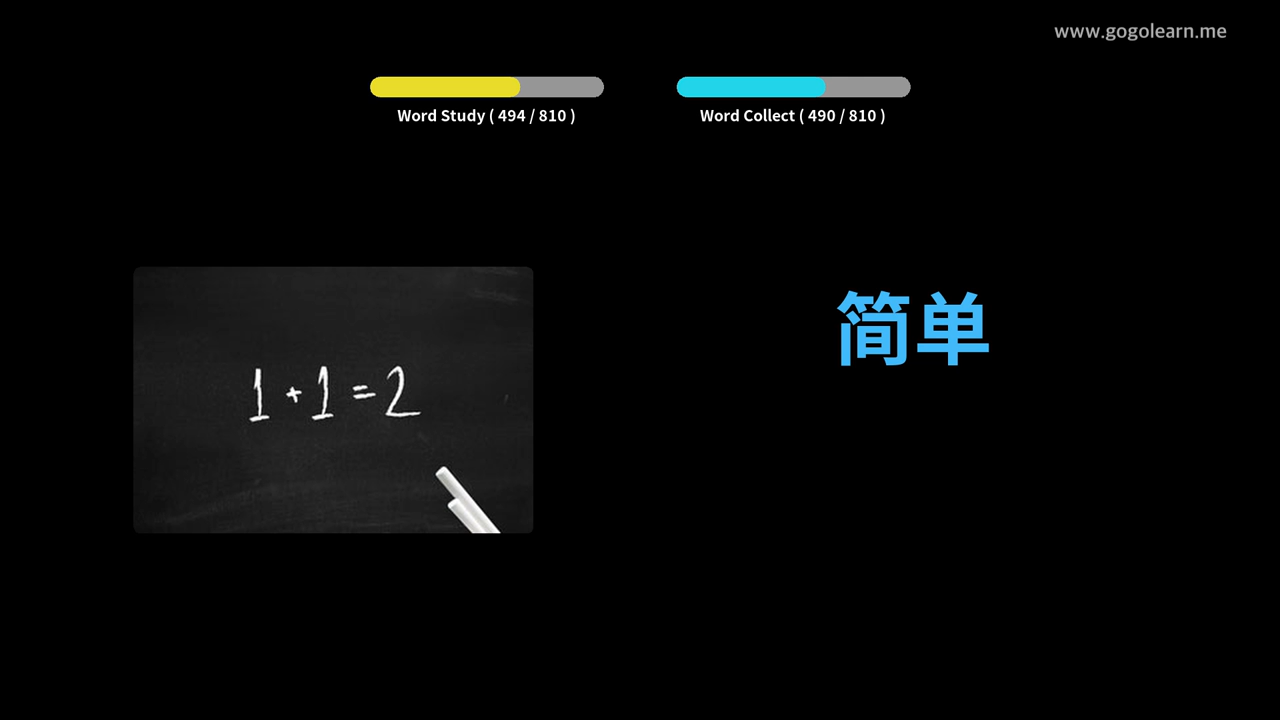 www.gogolearn.me
Word Study ( 494 / 810 )
Word Collect ( 490 / 810 )
简单
1 + 1 = 2